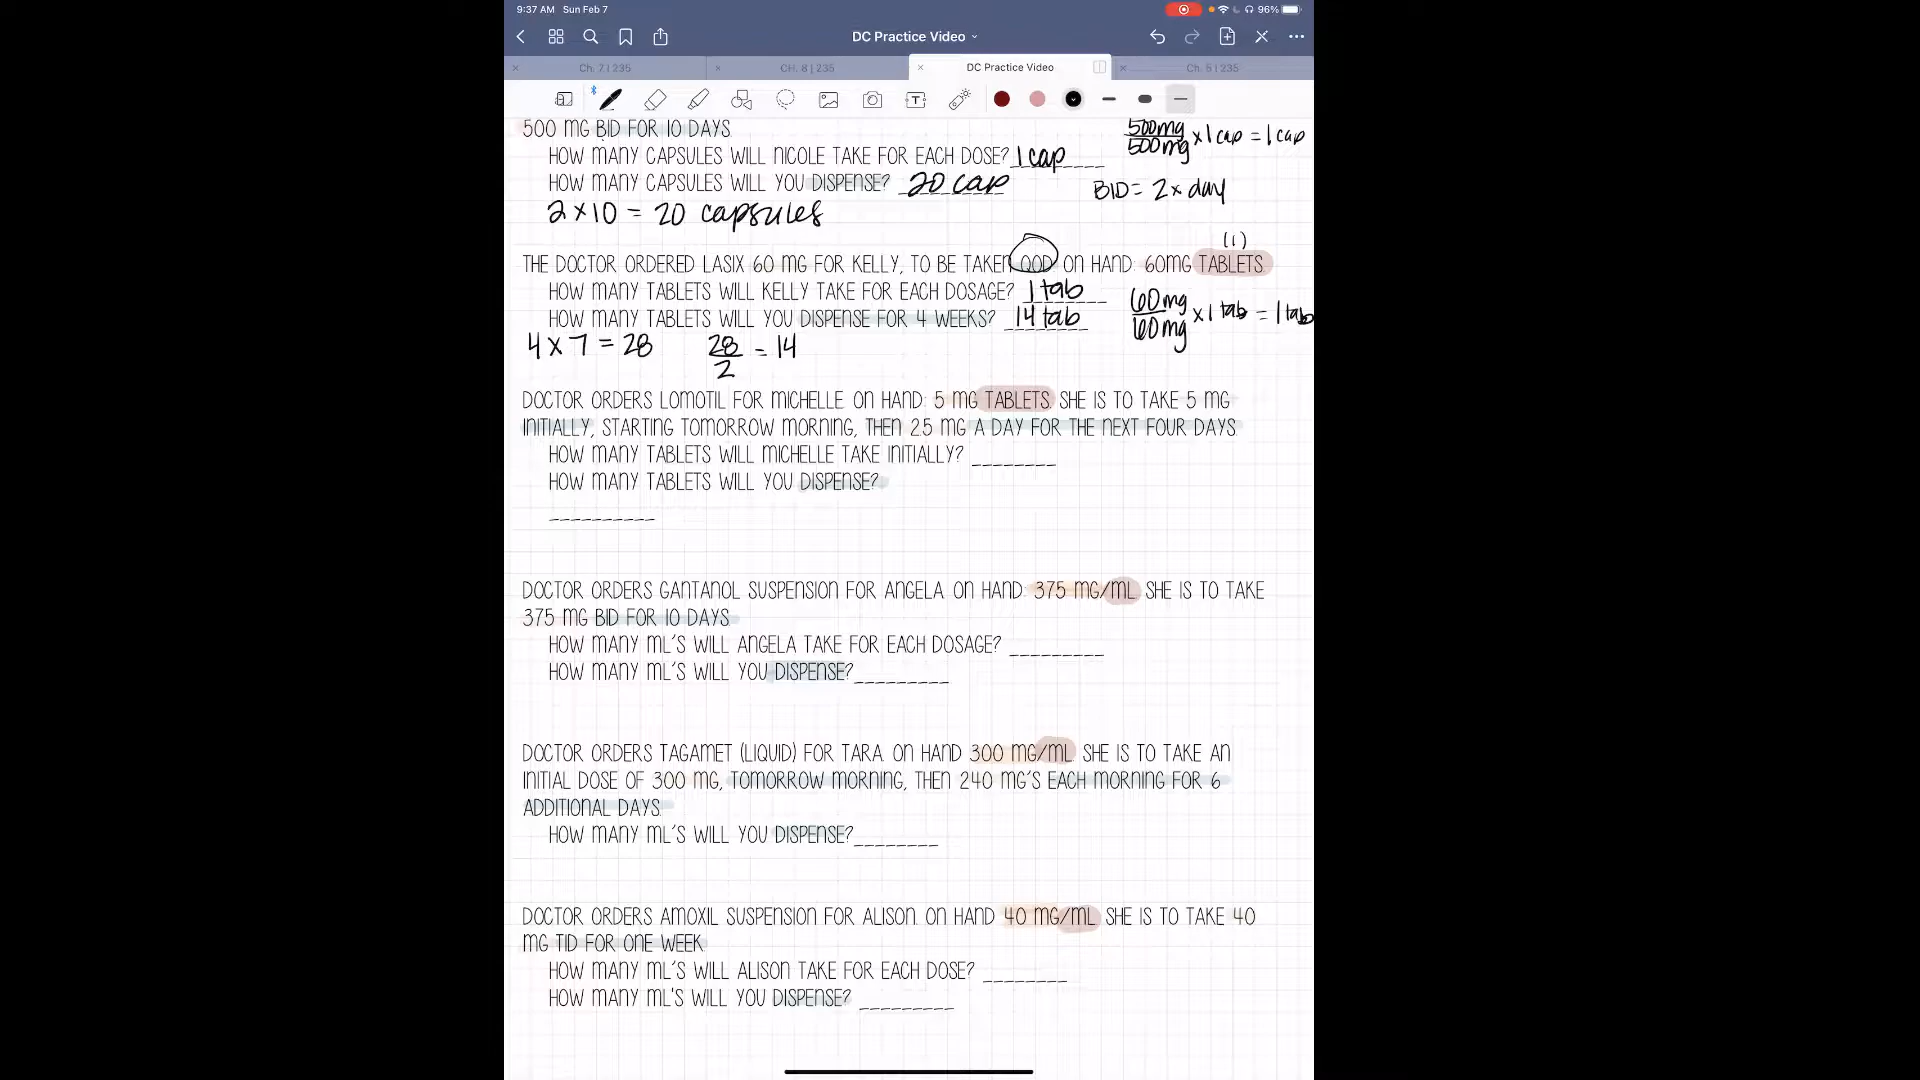 9:37 AM Sun Feb 7
96%
DC Practice Video
Ch. 7 | 235
CH. 8 | 235
DC Practice Video
Ch. 5 | 235
500 MG BID FOR 10 DAYS.
500mg
500mg
x 1 cap = 1 cap
HOW MANY CAPSULES WILL NICOLE TAKE FOR EACH DOSE? 1 cap
HOW MANY CAPSULES WILL YOU DISPENSE? 20 cap
BID = 2 x day
2 x 10 = 20 capsules
(1)
THE DOCTOR ORDERED LASIX 60 MG FOR KELLY, TO BE TAKEN QOD. ON HAND: 60MG TABLETS.
HOW MANY TABLETS WILL KELLY TAKE FOR EACH DOSAGE? 1 tab
60mg
60mg
x 1 tab = 1 tab
HOW MANY TABLETS WILL YOU DISPENSE FOR 4 WEEKS? 14 tab
4 x 7 = 28
28
2
= 14
DOCTOR ORDERS LOMOTIL FOR MICHELLE. ON HAND: 5 MG TABLETS. SHE IS TO TAKE 5 MG
INITIALLY, STARTING TOMORROW MORNING, THEN 2.5 MG A DAY FOR THE NEXT FOUR DAYS.
HOW MANY TABLETS WILL MICHELLE TAKE INITIALLY? ________
HOW MANY TABLETS WILL YOU DISPENSE?
__________
DOCTOR ORDERS GANTANOL SUSPENSION FOR ANGELA. ON HAND: 375 MG/ML. SHE IS TO TAKE
375 MG BID FOR 10 DAYS.
HOW MANY ML'S WILL ANGELA TAKE FOR EACH DOSAGE? _________
HOW MANY ML'S WILL YOU DISPENSE?_________
DOCTOR ORDERS TAGAMET (LIQUID) FOR TARA. ON HAND 300 MG/ML. SHE IS TO TAKE AN
INITIAL DOSE OF 300 MG, TOMORROW MORNING, THEN 240 MG'S EACH MORNING FOR 6
ADDITIONAL DAYS.
HOW MANY ML'S WILL YOU DISPENSE?________
DOCTOR ORDERS AMOXIL SUSPENSION FOR ALISON. ON HAND 40 MG/ML. SHE IS TO TAKE 40
MG TID FOR ONE WEEK.
HOW MANY ML'S WILL ALISON TAKE FOR EACH DOSE? ________
HOW MANY ML'S WILL YOU DISPENSE? _________